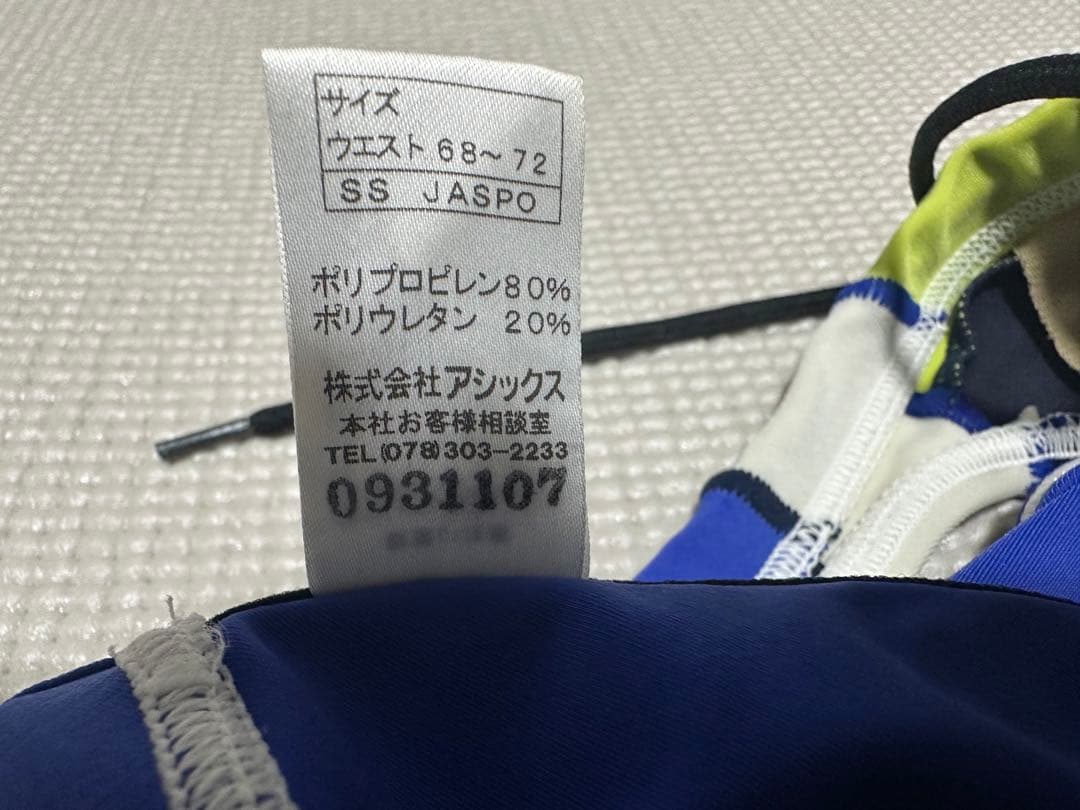 サイズ
ウエスト 68～72
SS JASPO
ポリプロピレン80%
ポリウレタン 20%
株式会社アシックス
本社お客様相談室
TEL(078)303-2233
0931107